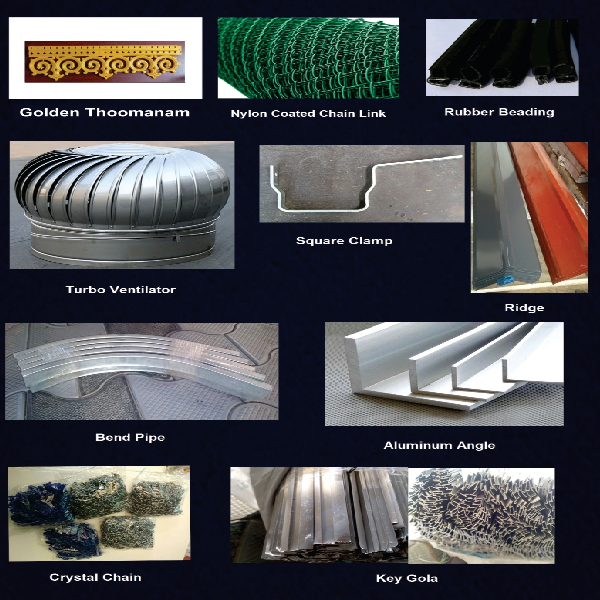 Golden Thoomanam
Nylon Coated Chain Link
Rubber Beading
Turbo Ventilator
Square Clamp
Ridge
Bend Pipe
Aluminum Angle
Crystal Chain
Key Gola